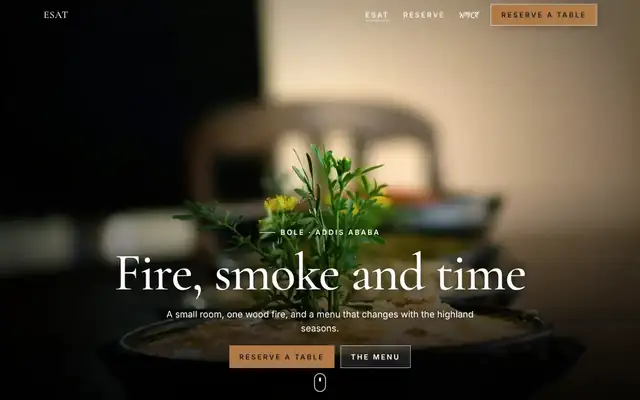 ESAT
ESAT RESERVE RESERVE A TABLE
BOLE · ADDIS ABABA
Fire, smoke and time
A small room, one wood fire, and a menu that changes with the highland
seasons.
RESERVE A TABLE THE MENU